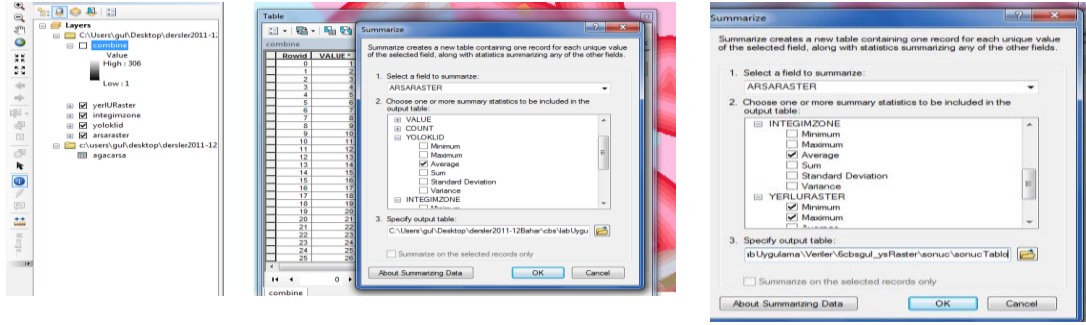 Layers
C:\Users\gul\Desktop\dersler2011-1:
combine
Value
High : 306
Low : 1
yerlURaster
integimzone
yoloklid
arsaraster
c:\users\gul\desktop\dersler2011-12
agacarsa
Table
combine
Rowid VALUE *
0 1
1 2
2 3
3 4
4 5
5 6
6 7
7 8
8 9
9 10
10 11
11 12
12 13
13 14
14 15
15 16
16 17
17 18
18 19
19 20
20 21
21 22
22 23
23 24
24 25
25 26
0
combine
Summarize
Summarize creates a new table containing one record for each unique value
of the selected field, along with statistics summarizing any of the other fields.
1. Select a field to summarize:
ARSARASTER
2. Choose one or more summary statistics to be included in the
output table:
VALUE
COUNT
YOLOKLID
Minimum
Maximum
Average
Sum
Standard Deviation
Variance
INTEGIMZONE
3. Specify output table:
C:\Users\gul\Desktop\dersler2011-12Bahar\cbs\labUygu
Summarize on the selected records only
About Summarizing Data
OK
Cancel
Summarize
Summarize creates a new table containing one record for each unique value
of the selected field, along with statistics summarizing any of the other fields.
1. Select a field to summarize:
ARSARASTER
2. Choose one or more summary statistics to be included in the
output table:
INTEGIMZONE
Minimum
Maximum
Average
Sum
Standard Deviation
Variance
YERLURASTER
Minimum
Maximum
3. Specify output table:
bUygulama\Veriler\6cbsgul_ysRaster\sonuc\sonucTablo
Summarize on the selected records only
About Summarizing Data
OK
Cancel